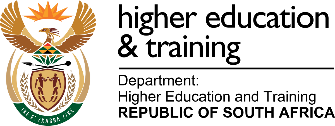 higher education
& training
Department:
Higher Education and Training
REPUBLIC OF SOUTH AFRICA